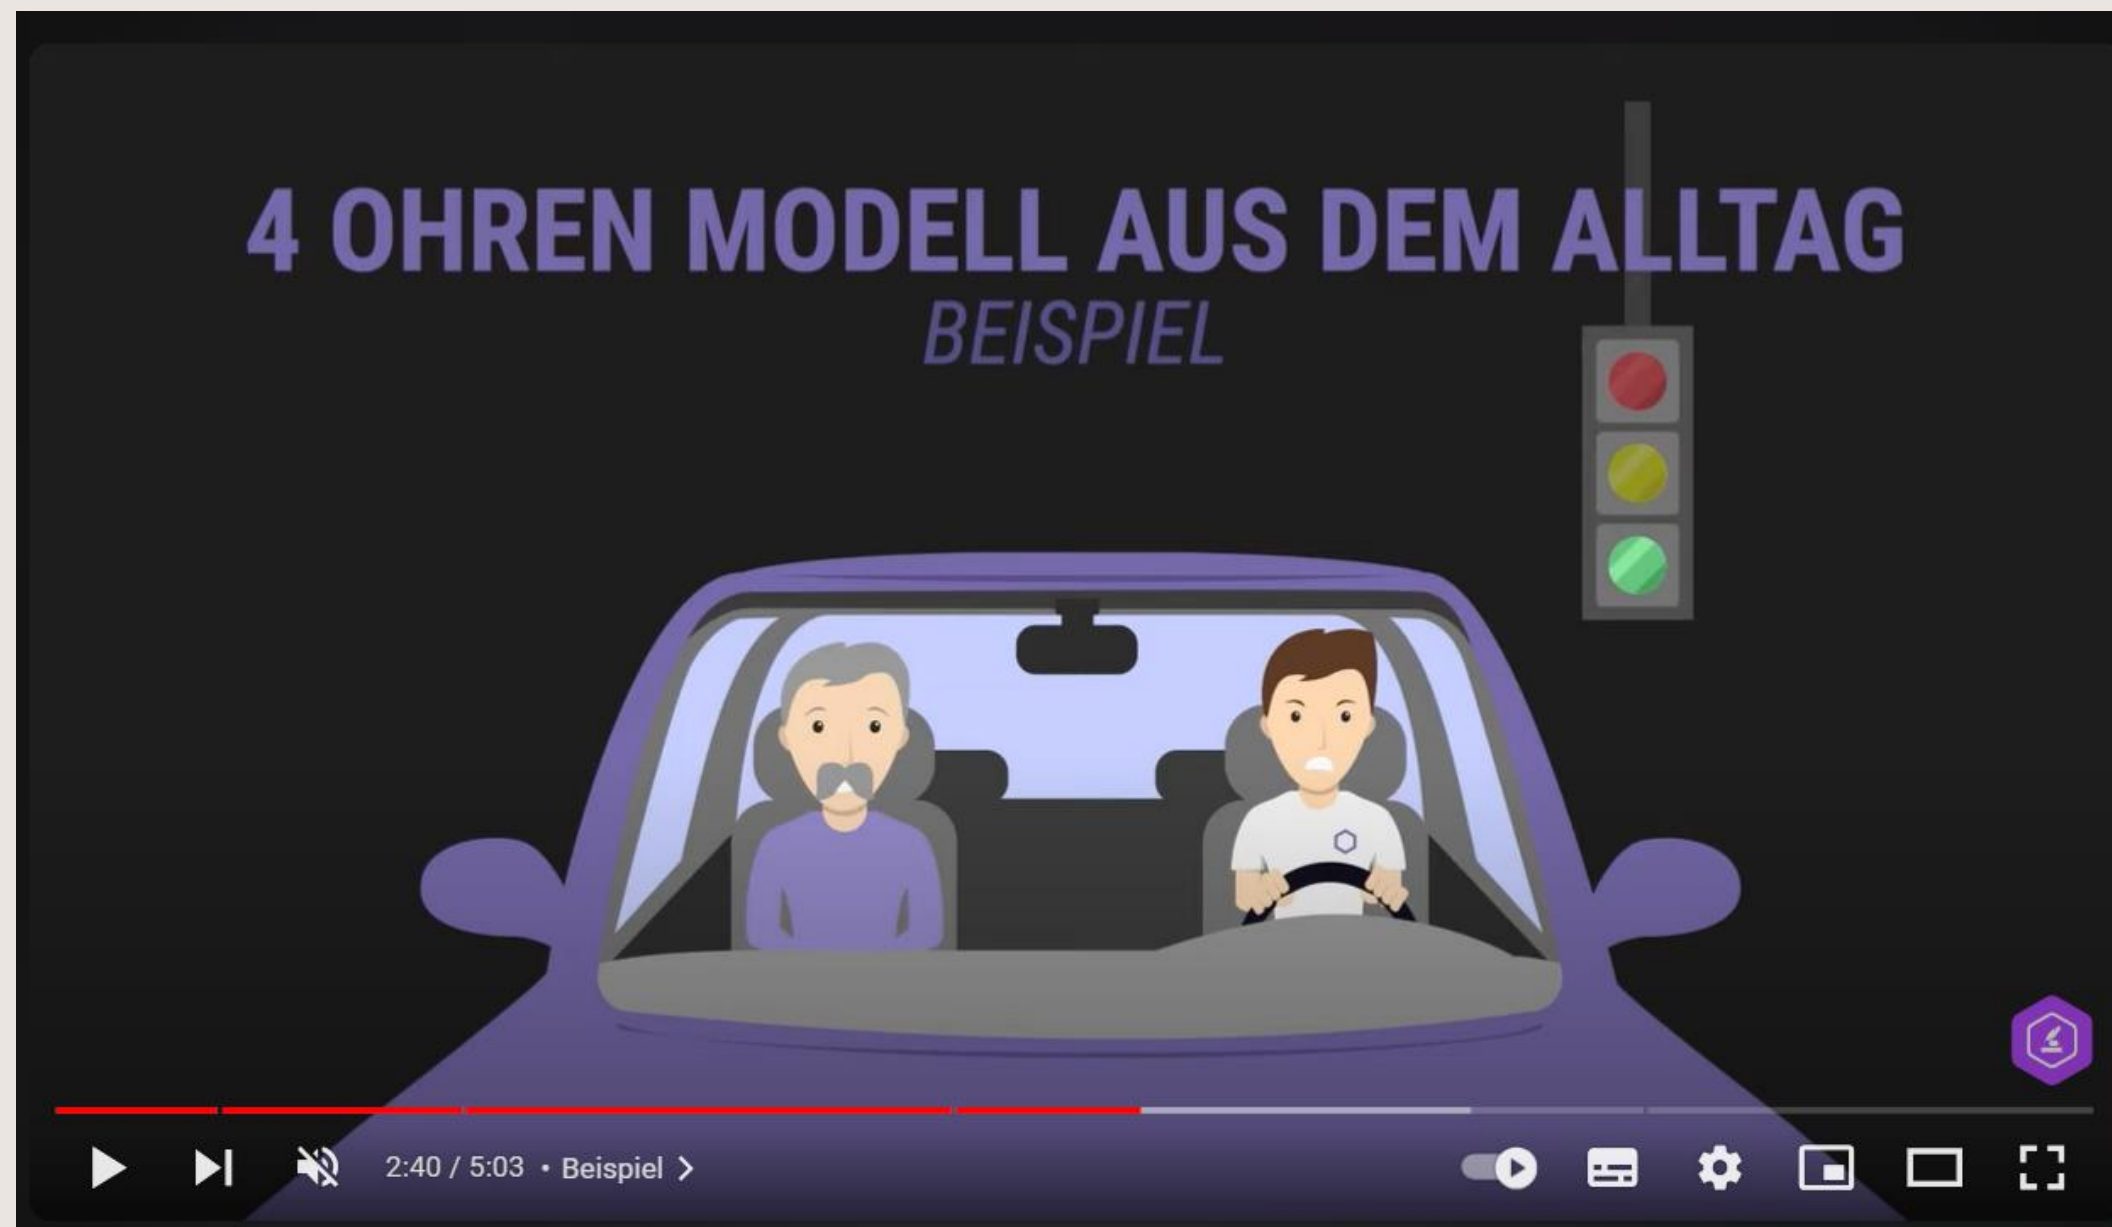 4 OHREN MODELL AUS DEM ALLTAG
BEISPIEL
2:40 / 5:03 • Beispiel